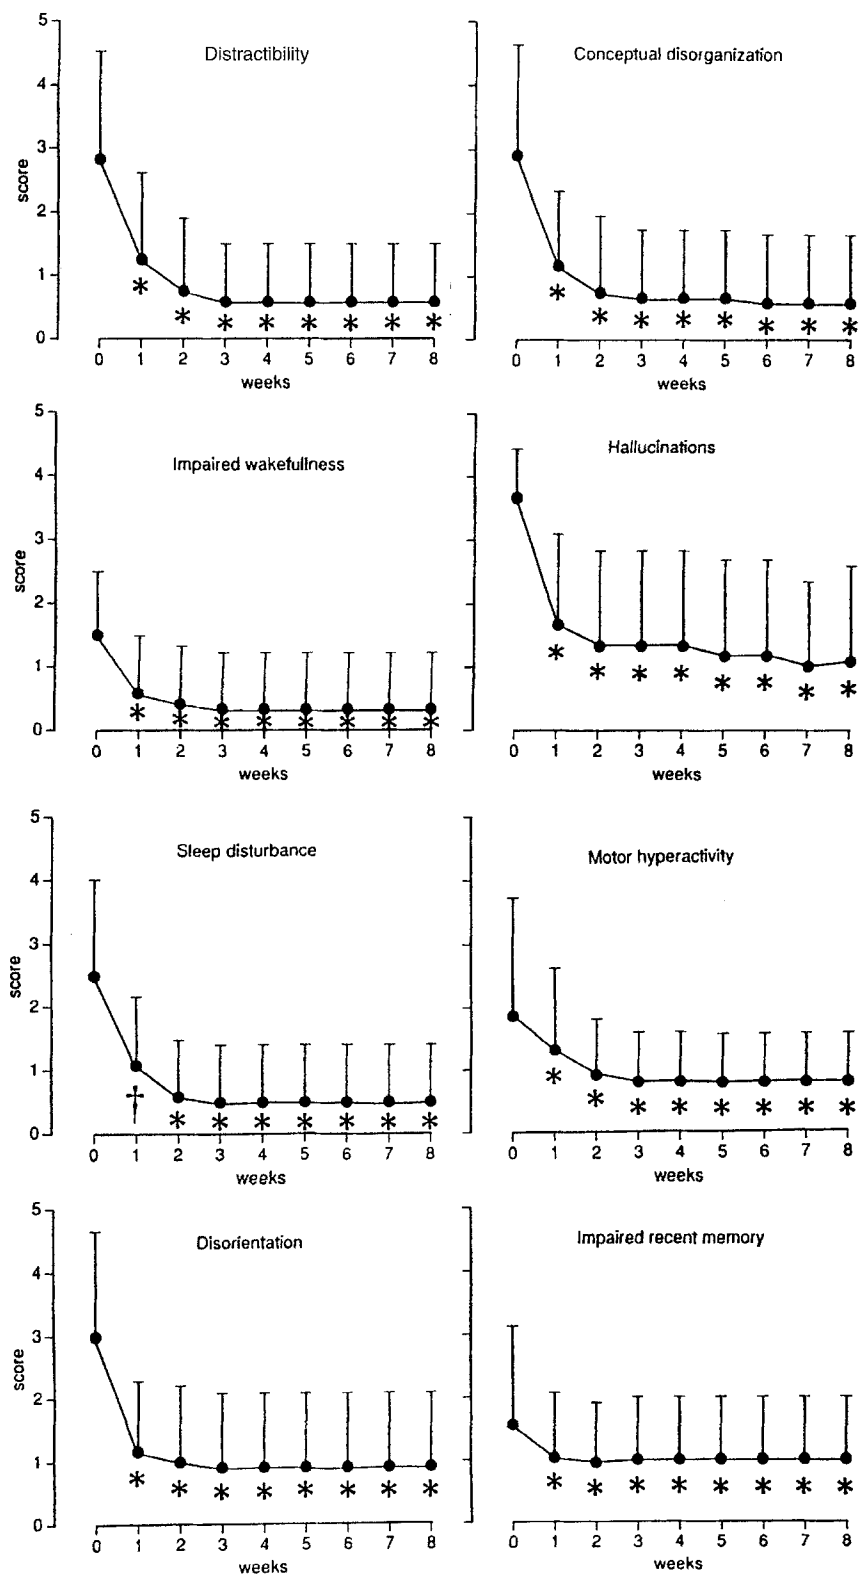 Distractibility
score
5
4
3
2
1
0
0 1 2 3 4 5 6 7 8
weeks
* * * * * * * *
Conceptual disorganization
0 1 2 3 4 5 6 7 8
weeks
* * * * * * * *
Impaired wakefullness
score
5
4
3
2
1
0
0 1 2 3 4 5 6 7 8
weeks
* * * * * * * *
Hallucinations
0 1 2 3 4 5 6 7 8
weeks
* * * * * * * *
Sleep disturbance
score
5
4
3
2
1
0
0 1 2 3 4 5 6 7 8
weeks
† * * * * * * *
Motor hyperactivity
0 1 2 3 4 5 6 7 8
weeks
* * * * * * * *
Disorientation
score
5
4
3
2
1
0
0 1 2 3 4 5 6 7 8
weeks
* * * * * * * *
Impaired recent memory
0 1 2 3 4 5 6 7 8
weeks
* * * * * * * *